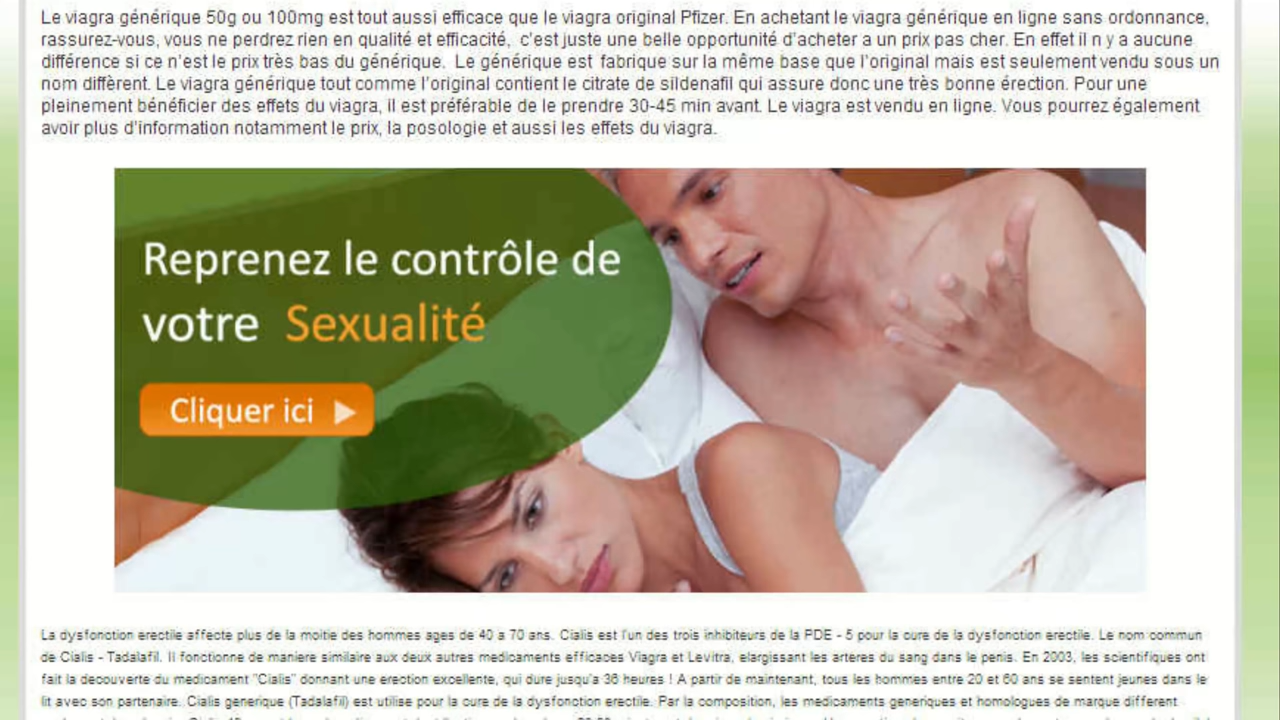 Le viagra générique 50g ou 100mg est tout aussi efficace que le viagra original Pfizer. En achetant le viagra générique en ligne sans ordonnance,
rassurez-vous, vous ne perdrez rien en qualité et efficacité, c'est juste une belle opportunité d'acheter a un prix pas cher. En effet il n y a aucune
différence si ce n'est le prix très bas du générique. Le générique est fabrique sur la même base que l'original mais est seulement vendu sous un
nom diffèrent. Le viagra générique tout comme l'original contient le citrate de sildenafil qui assure donc une très bonne érection. Pour une
pleinement bénéficier des effets du viagra, il est préférable de le prendre 30-45 min avant. Le viagra est vendu en ligne. Vous pourrez également
avoir plus d'information notamment le prix, la posologie et aussi les effets du viagra.
Reprenez le contrôle de
votre Sexualité
Cliquer ici
La dysfonction erectile affecte plus de la moitie des hommes ages de 40 a 70 ans. Cialis est l'un des trois inhibiteurs de la PDE - 5 pour la cure de la dysfonction erectile. Le nom commun
de Cialis - Tadalafil. Il fonctionne de maniere similaire aux deux autres medicaments efficaces Viagra et Levitra, elargissant les arteres du sang dans le penis. En 2003, les scientifiques ont
fait la decouverte du medicament "Cialis" donnant une erection excellente, qui dure jusqu'a 36 heures ! A partir de maintenant, tous les hommes entre 20 et 60 ans se sentent jeunes dans le
lit avec son partenaire. Cialis generique (Tadalafil) est utilise pour la cure de la dysfonction erectile. Par la composition, les medicaments generiques et homologues de marque different